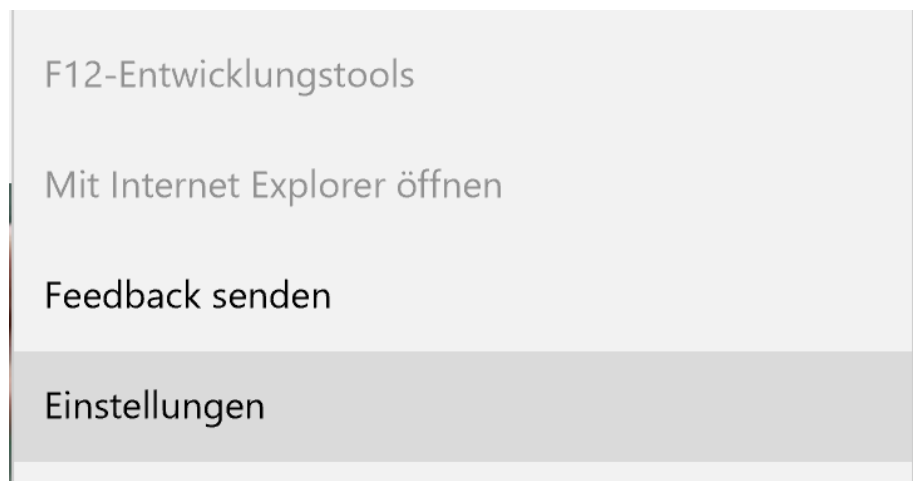 F12-Entwicklungstools
Mit Internet Explorer öffnen
Feedback senden
Einstellungen